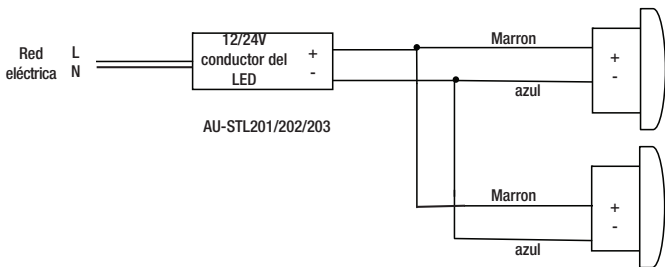 Red
eléctrica
L
N
12/24V
conductor del
LED
+
-
AU-STL201/202/203
Marron
azul
+
-
Marron
azul
+
-